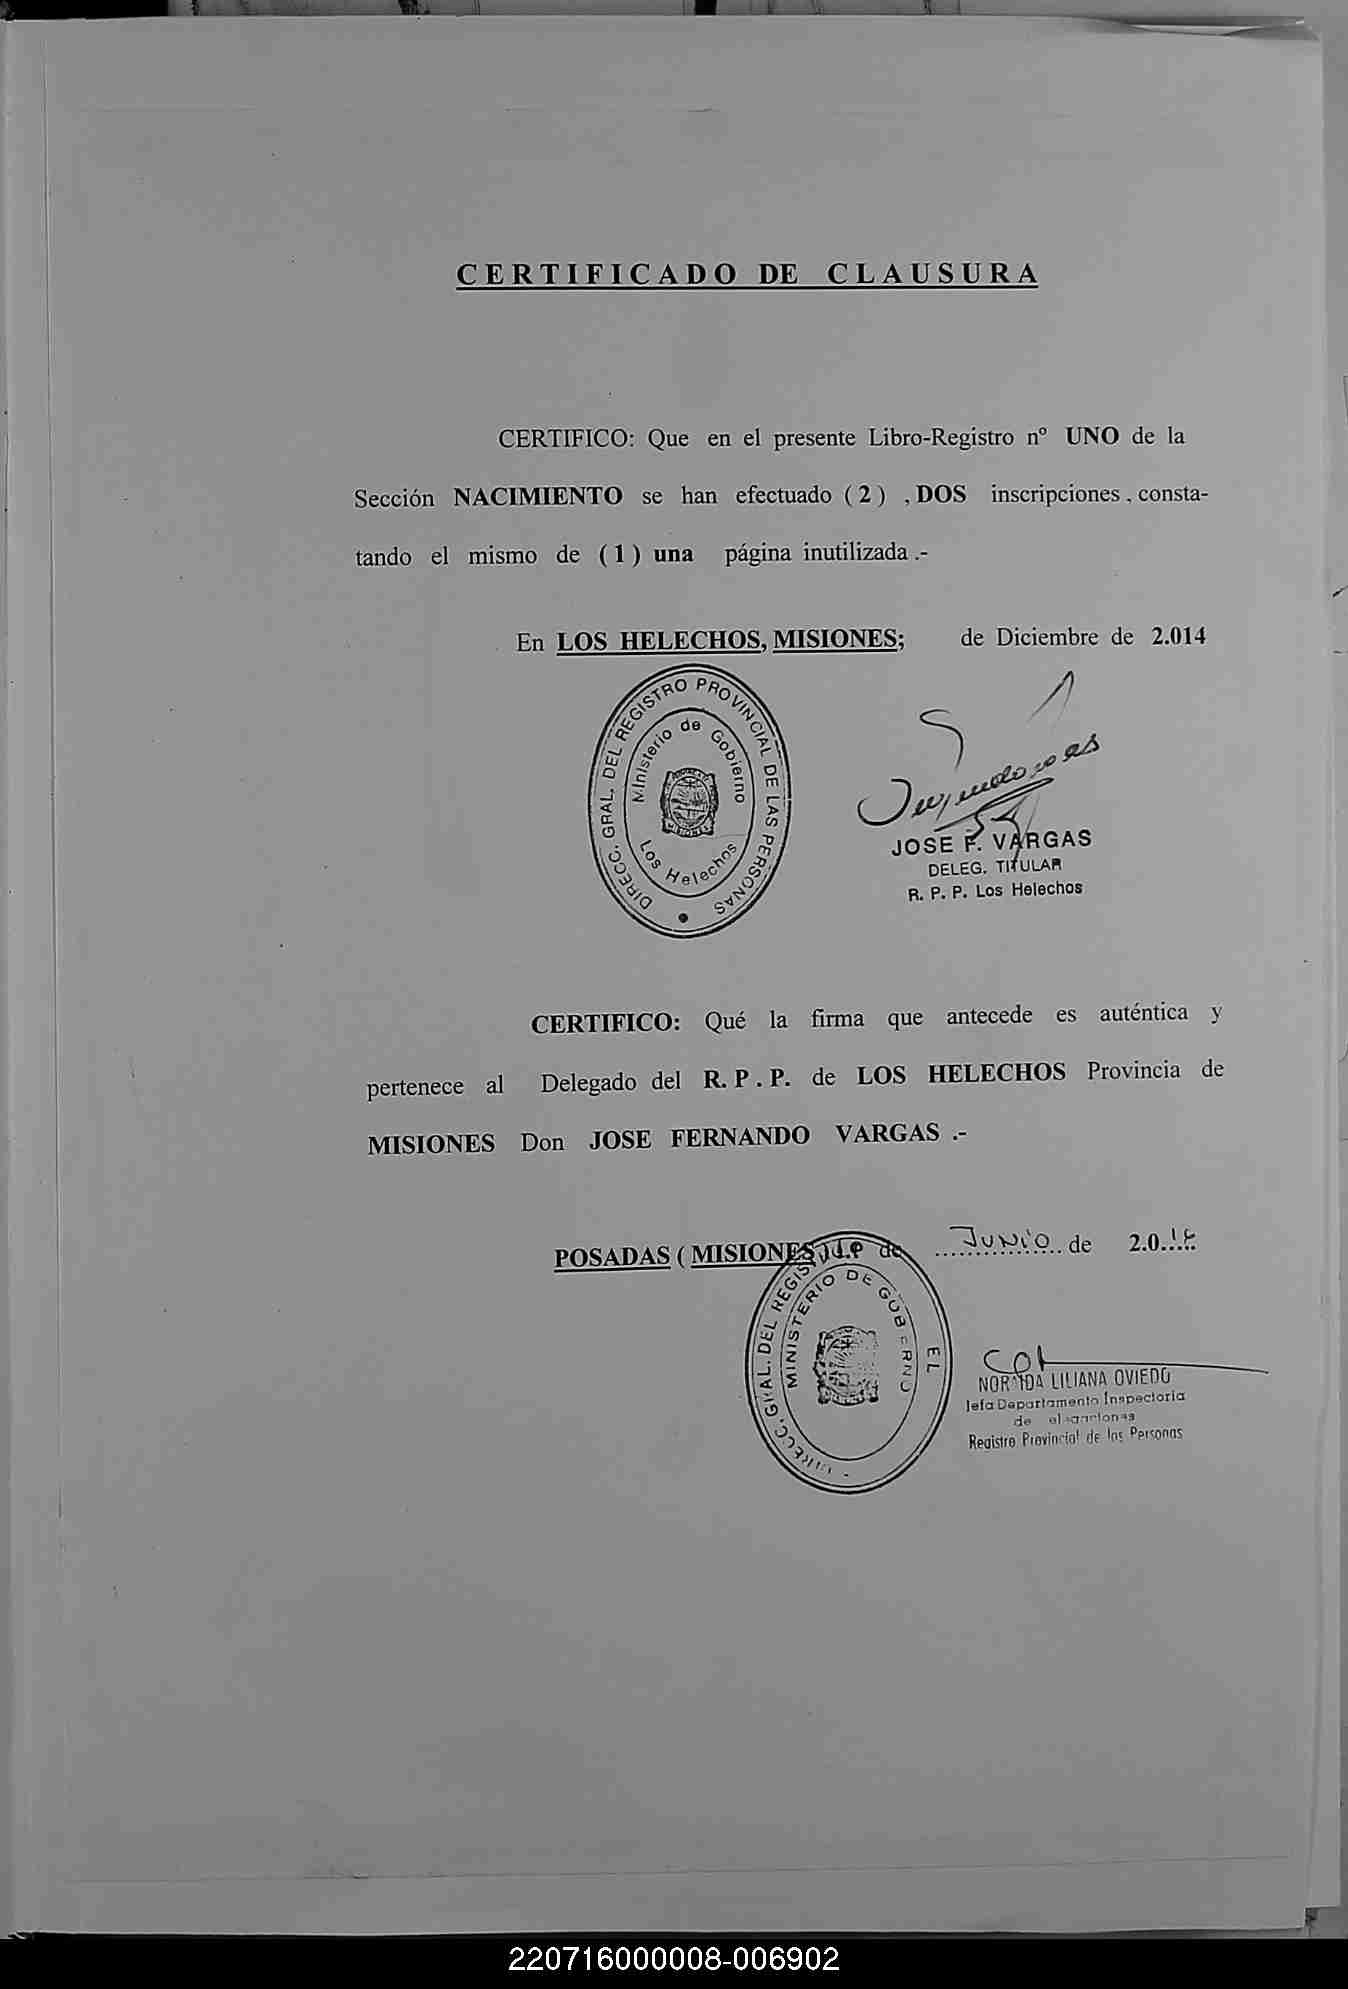 CERTIFICADO DE CLAUSURA
CERTIFICO: Que en el presente Libro-Registro nº UNO de la
Sección NACIMIENTO se han efectuado ( 2 ) , DOS inscripciones , consta-
tando el mismo de ( 1 ) una página inutilizada .-
En LOS HELECHOS, MISIONES; de Diciembre de 2.014
DIRECC. GRAL. DEL REGISTRO PROVINCIAL DE LAS PERSONAS
Ministerio de Gobierno
MISIONES
Los Helechos
JOSE F. VARGAS
DELEG. TITULAR
R. P. P. Los Helechos
CERTIFICO: Qué la firma que antecede es auténtica y
pertenece al Delegado del R. P . P. de LOS HELECHOS Provincia de
MISIONES Don JOSE FERNANDO VARGAS .-
POSADAS ( MISIONES ) de Junio de 2.0
DIRECC. GRAL. DEL REGIS EL
MINISTERIO DE GOBIERNO
LILIANA OVIEDO
Jefa Departamento Inspectoria
de
Registro Provincial de las Personas
220716000008-006902